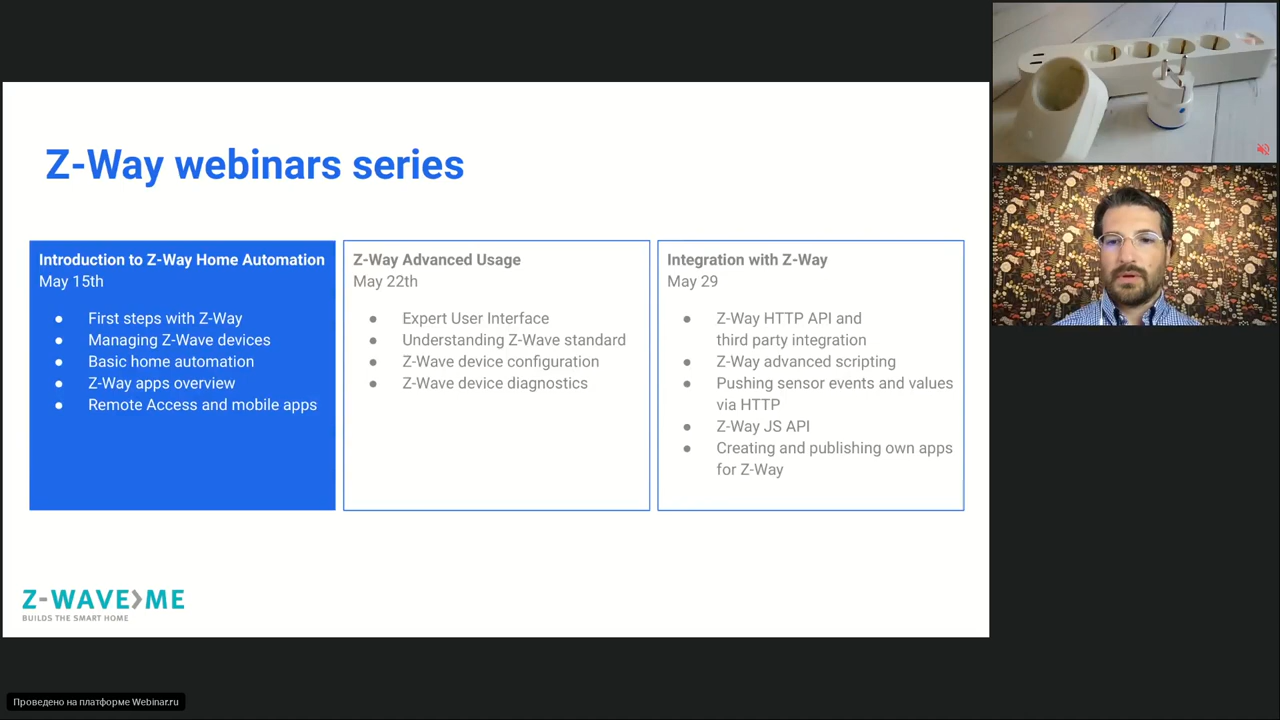 Z-Way webinars series
Introduction to Z-Way Home Automation
May 15th
● First steps with Z-Way
● Managing Z-Wave devices
● Basic home automation
● Z-Way apps overview
● Remote Access and mobile apps
Z-Way Advanced Usage
May 22th
● Expert User Interface
● Understanding Z-Wave standard
● Z-Wave device configuration
● Z-Wave device diagnostics
Integration with Z-Way
May 29
● Z-Way HTTP API and
third party integration
● Z-Way advanced scripting
● Pushing sensor events and values
via HTTP
● Z-Way JS API
● Creating and publishing own apps
for Z-Way
Z-WAVE>ME
BUILDS THE SMART HOME
Проведено на платформе Webinar.ru